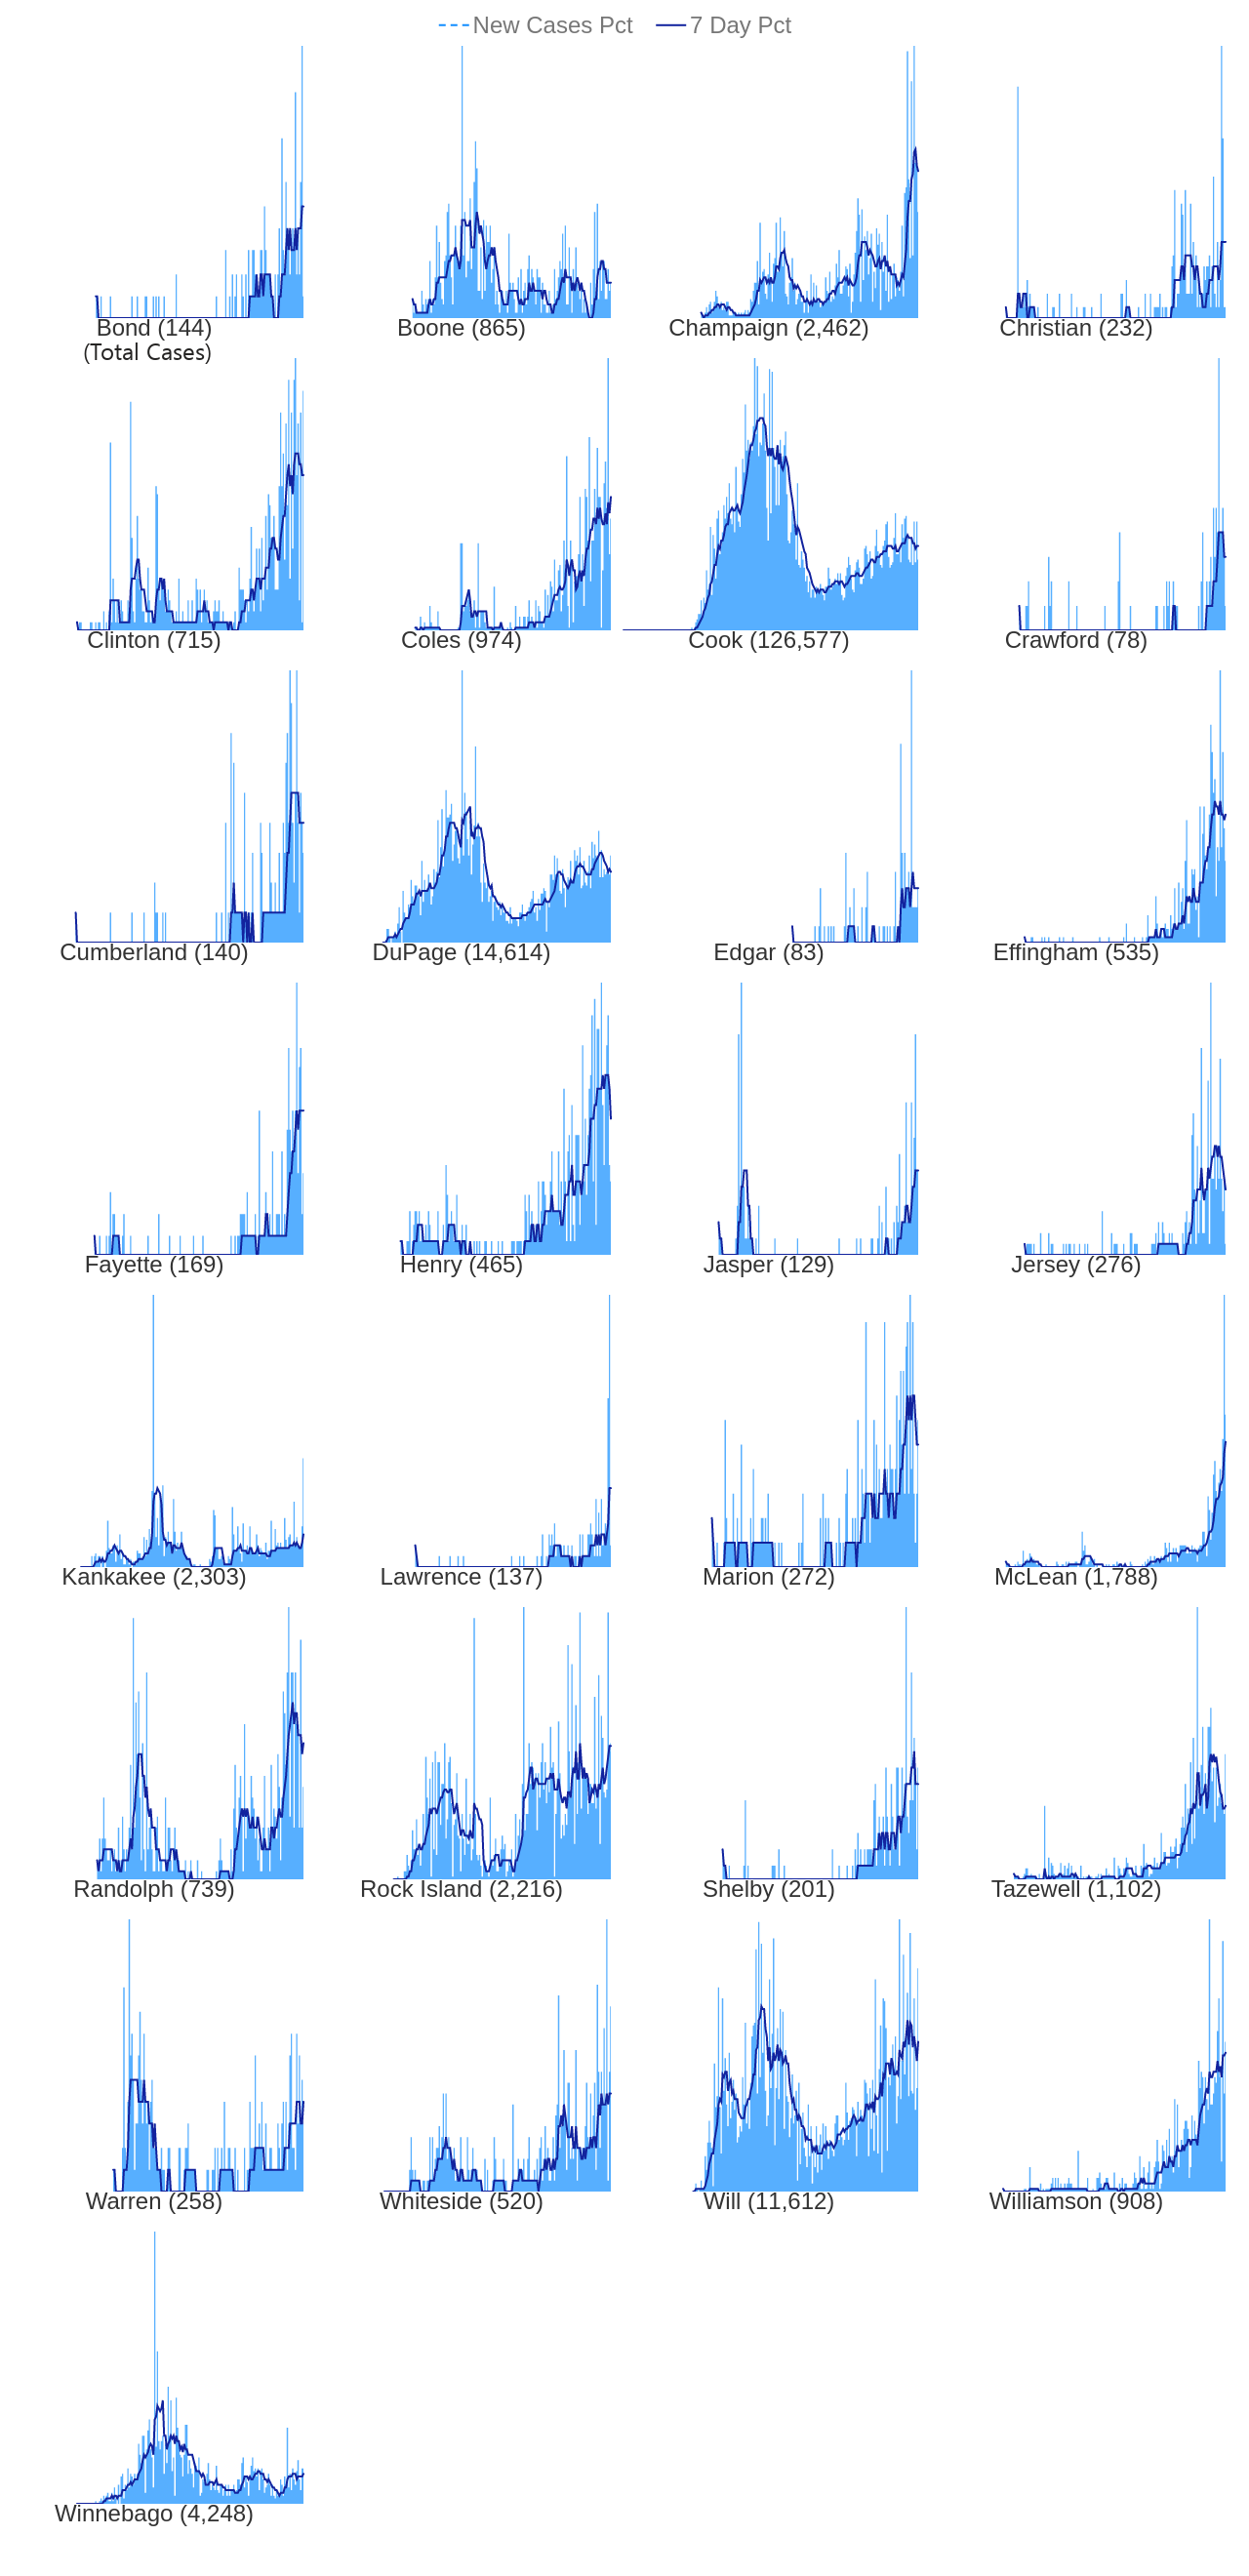 New Cases Pct 7 Day Pct
Bond (144) Boone (865) Champaign (2,462) Christian (232)
(Total Cases)
Clinton (715) Coles (974) Cook (126,577) Crawford (78)
Cumberland (140) DuPage (14,614) Edgar (83) Effingham (535)
Fayette (169) Henry (465) Jasper (129) Jersey (276)
Kankakee (2,303) Lawrence (137) Marion (272) McLean (1,788)
Randolph (739) Rock Island (2,216) Shelby (201) Tazewell (1,102)
Warren (258) Whiteside (520) Will (11,612) Williamson (908)
Winnebago (4,248)